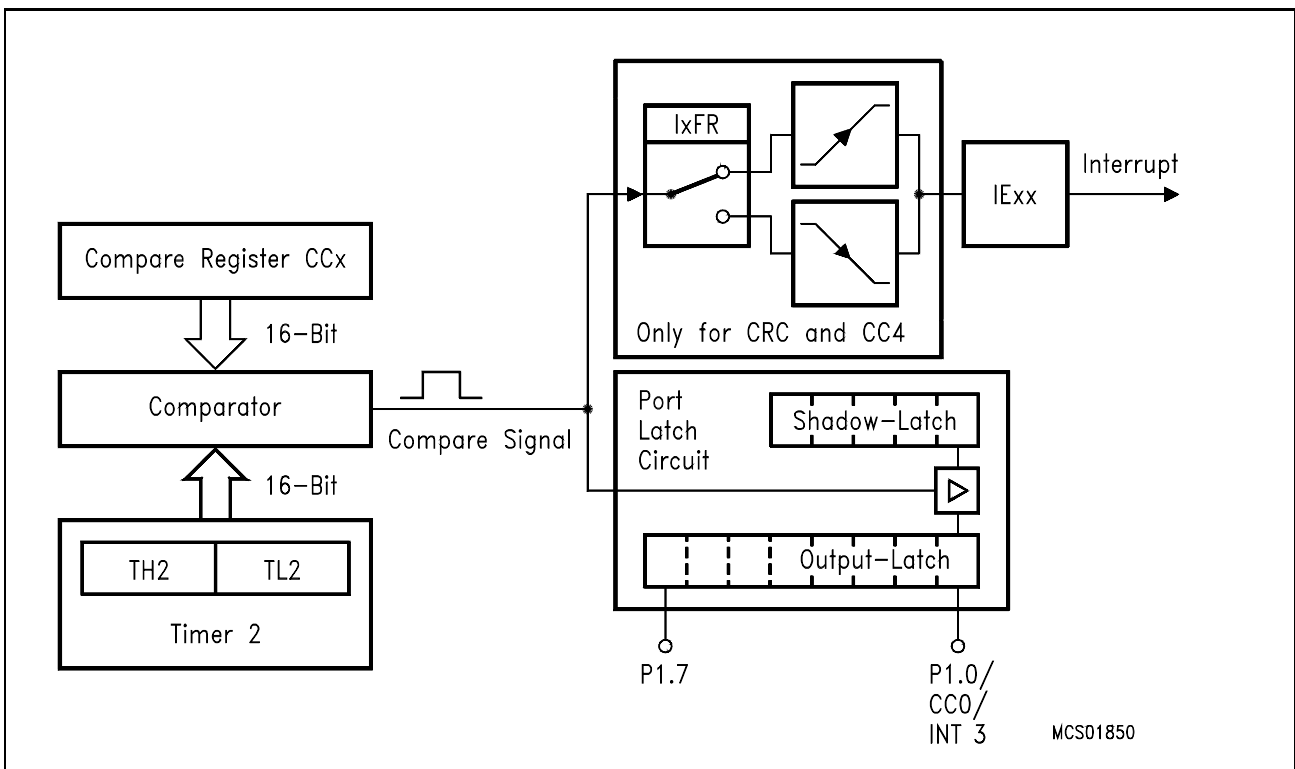 IxFR
Only for CRC and CC4
IExx
Interrupt
Compare Register CCx
16-Bit
Comparator
Compare Signal
16-Bit
TH2
TL2
Timer 2
Port
Latch
Circuit
Shadow-Latch
Output-Latch
P1.7
P1.0/
CC0/
INT 3
MCS01850